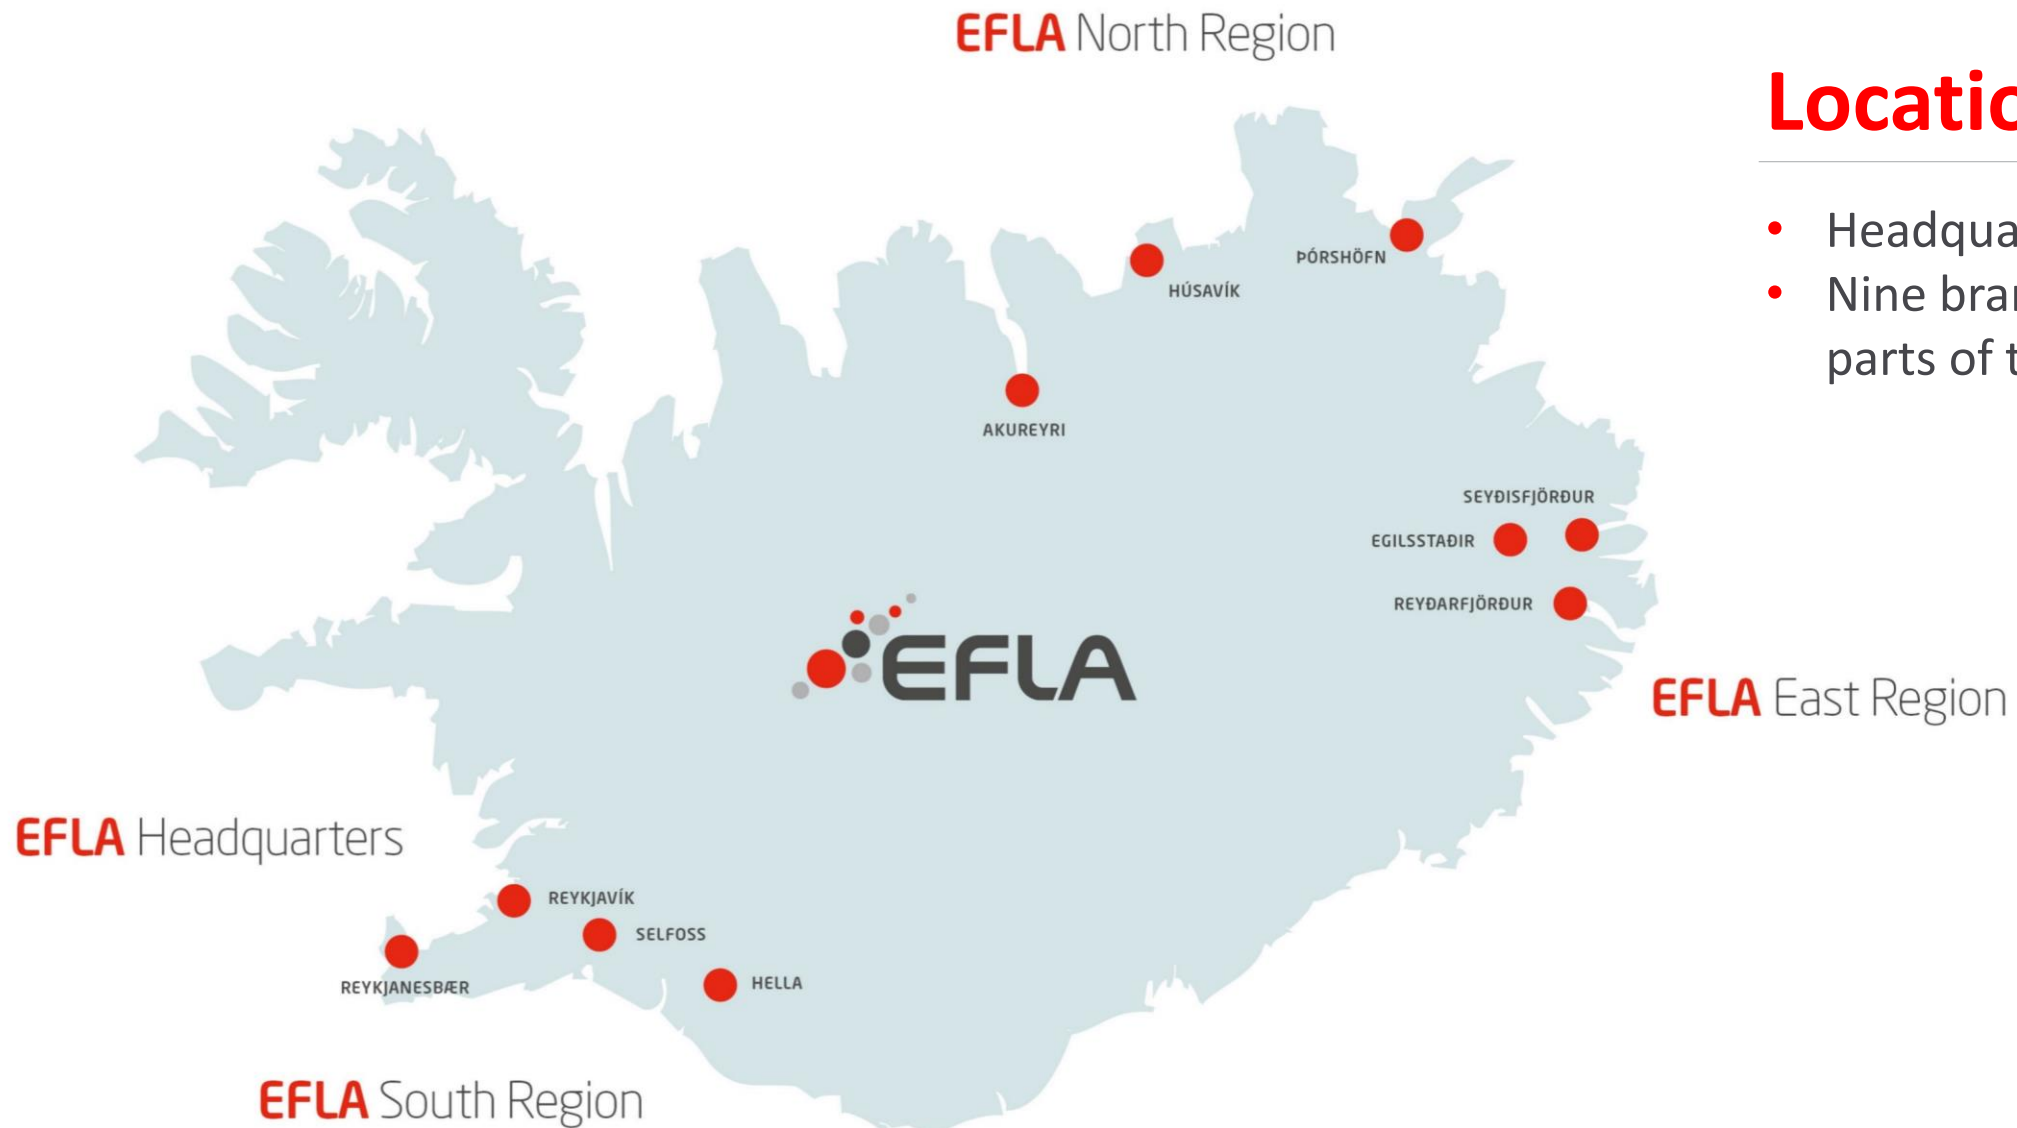 EFLA North Region
Locatio
• Headqua
• Nine bra
parts of t
ÞÓRSHÖFN
HÚSAVÍK
AKUREYRI
SEYÐISFJÖRÐUR
EGILSSTAÐIR
REYÐARFJÖRÐUR
EFLA
EFLA East Region
EFLA Headquarters
REYKJAVÍK
SELFOSS
HELLA
REYKJANESBÆR
EFLA South Region